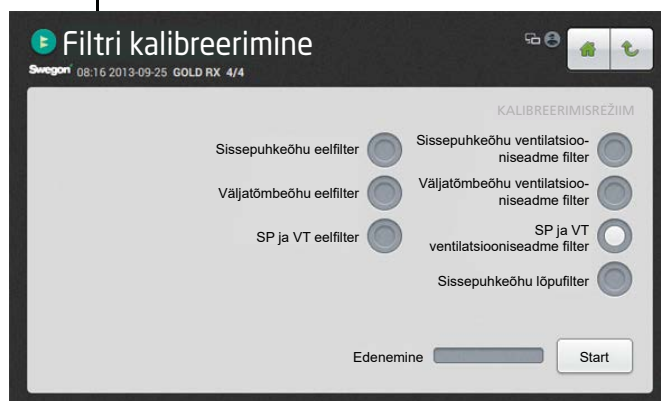 Filtri kalibreerimine
Swegon 08:16 2013-09-25 GOLD RX 4/4
KALIBREERIMISREŽIIM
Sissepuhkeõhu eelfilter
Väljatõmbeõhu eelfilter
SP ja VT eelfilter
Sissepuhkeõhu ventilatsioo-
niseadme filter
Väljatõmbeõhu ventilatsioo-
niseadme filter
SP ja VT
ventilatsiooniseadme filter
Sissepuhkeõhu lõpufilter
Edenemine
Start